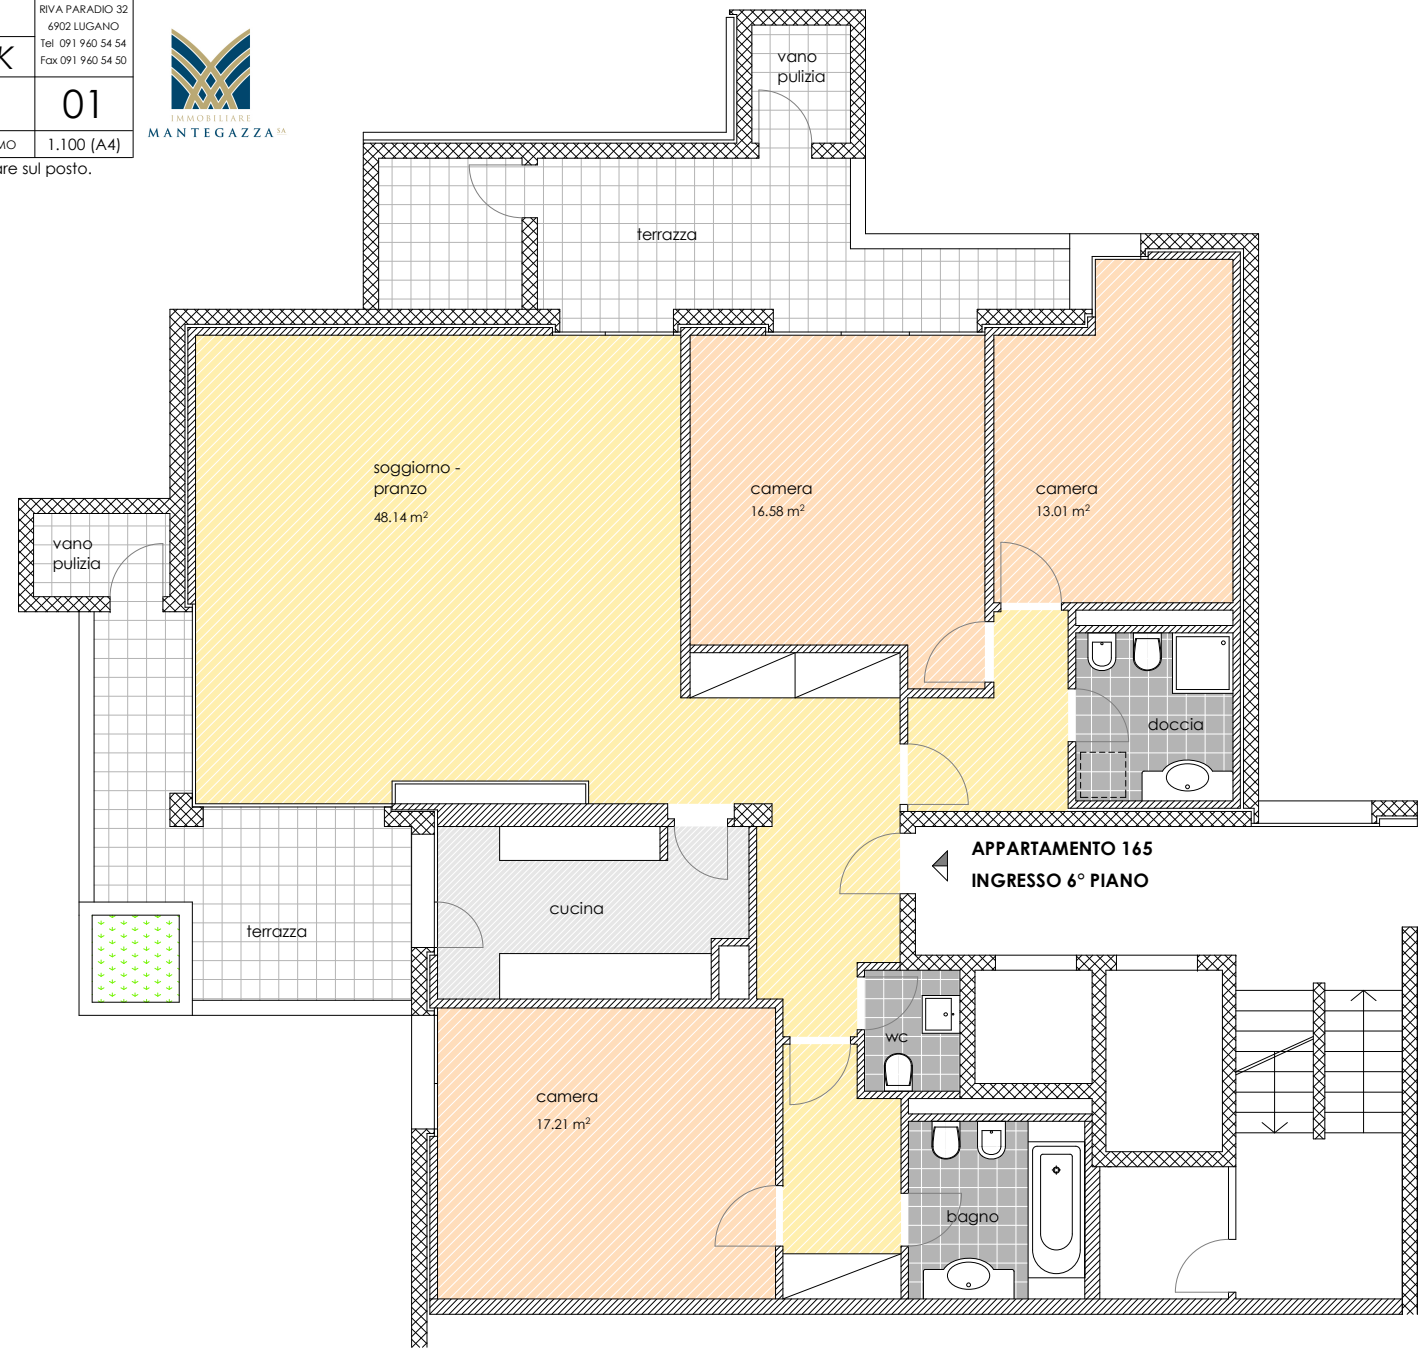 RIVA PARADIO 32
6902 LUGANO
Tel 091 960 54 54
Fax 091 960 54 50
K
01
MO
1.100 (A4)
are sul posto.
IMMOBILIARE
MANTEGAZZA SA
vano
pulizia
terrazza
soggiorno -
pranzo
48.14 m²
camera
16.58 m²
camera
13.01 m²
vano
pulizia
doccia
APPARTAMENTO 165
INGRESSO 6° PIANO
cucina
terrazza
wc
camera
17.21 m²
bagno